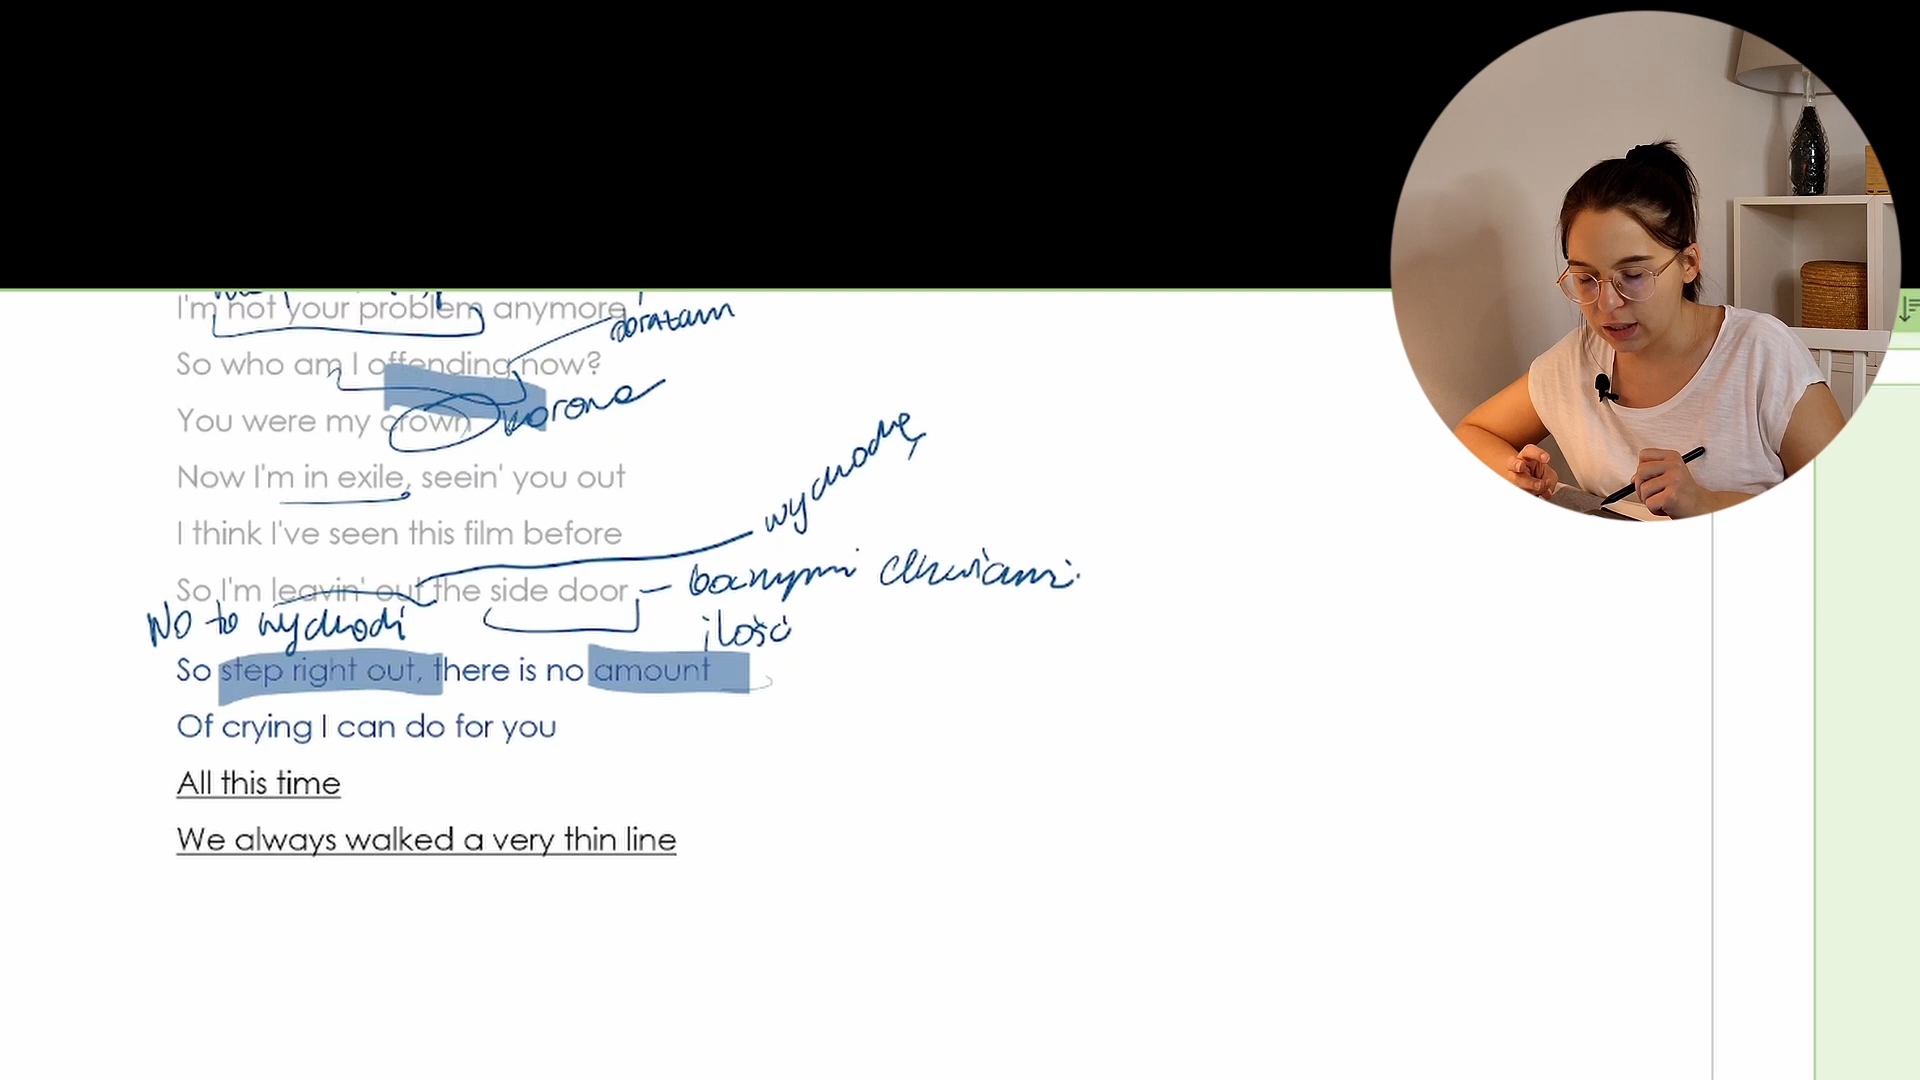 I'm not your problem anymore
obrażam
So who am I offending now?
You were my crown korona
Now I'm in exile, seein' you out
wychodzę
I think I've seen this film before
So I'm leavin' out the side door - bocznymi drzwiami
No to wychodź
ilość
So step right out, there is no amount
Of crying I can do for you
All this time
We always walked a very thin line